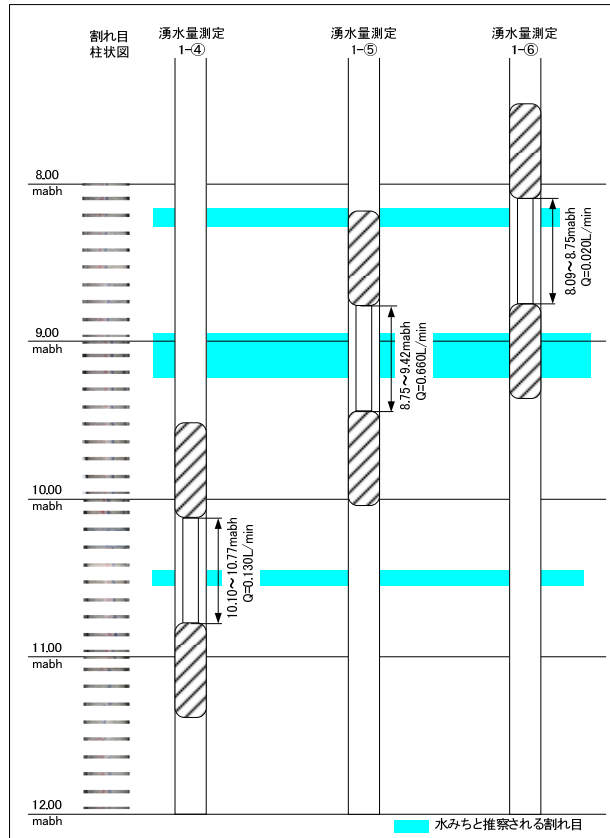 割れ目
柱状図
湧水量測定
1-④
湧水量測定
1-⑤
湧水量測定
1-⑥
8.00
mabh
8.09～8.75mabh
Q=0.020L/min
9.00
mabh
8.75～9.42mabh
Q=0.660L/min
10.00
mabh
10.10～10.77mabh
Q=0.130L/min
11.00
mabh
12.00
mabh
水みちと推察される割れ目